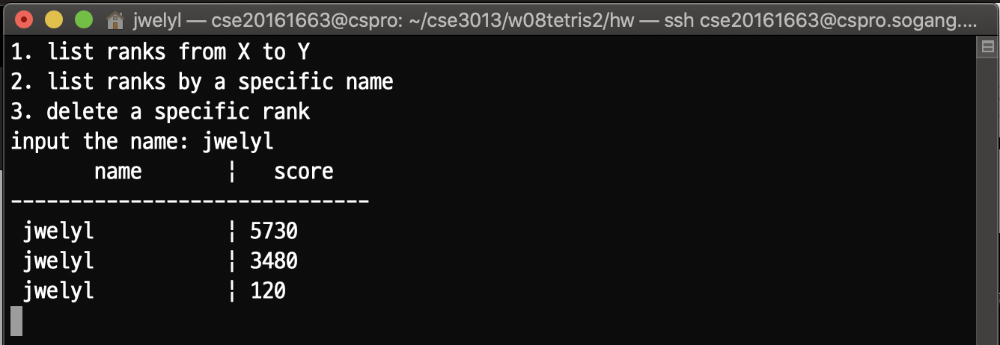 jwelyl — cse20161663@cspro: ~/cse3013/w08tetris2/hw — ssh cse20161663@cspro.sogang....
1. list ranks from X to Y
2. list ranks by a specific name
3. delete a specific rank
input the name: jwelyl
name | score
------------------------------
jwelyl | 5730
jwelyl | 3480
jwelyl | 120